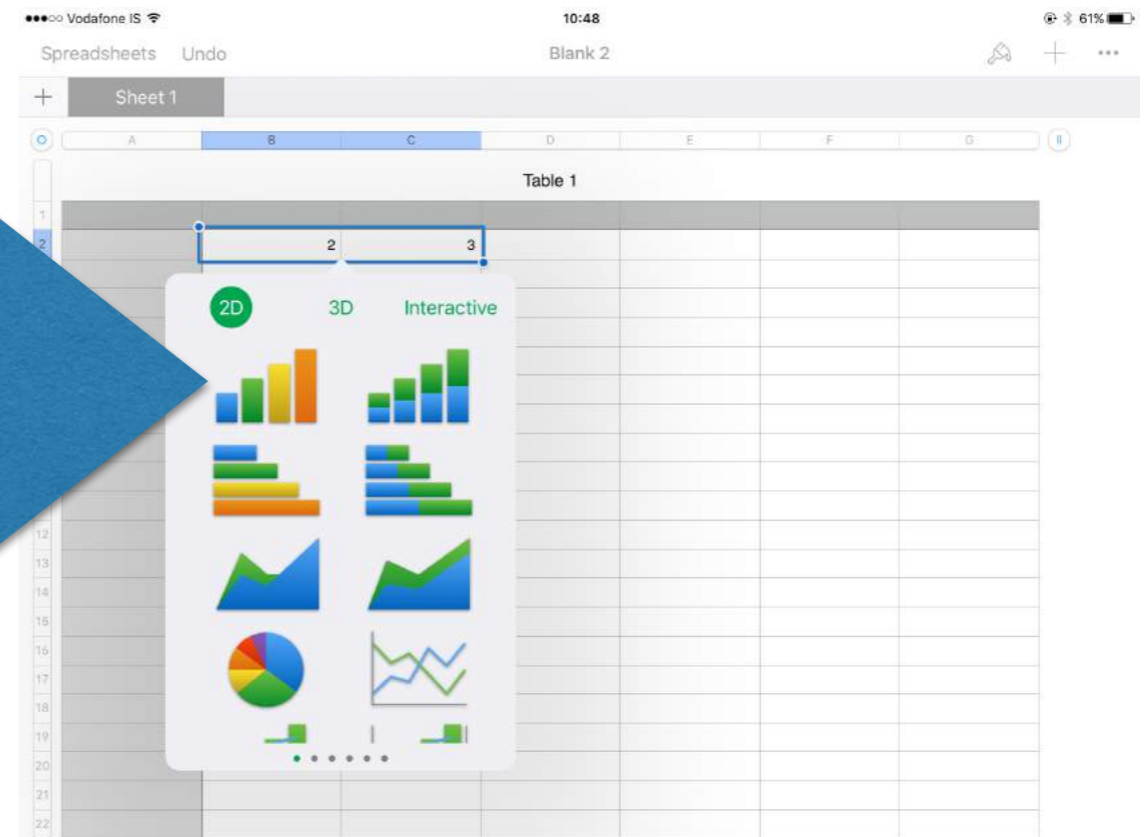 Vodafone IS 10:48 61%
Spreadsheets Undo Blank 2
Sheet 1
A B C D E F G
Table 1
1
2 2 3
2D 3D Interactive
12
13
14
15
16
17
18
19
20
21
22